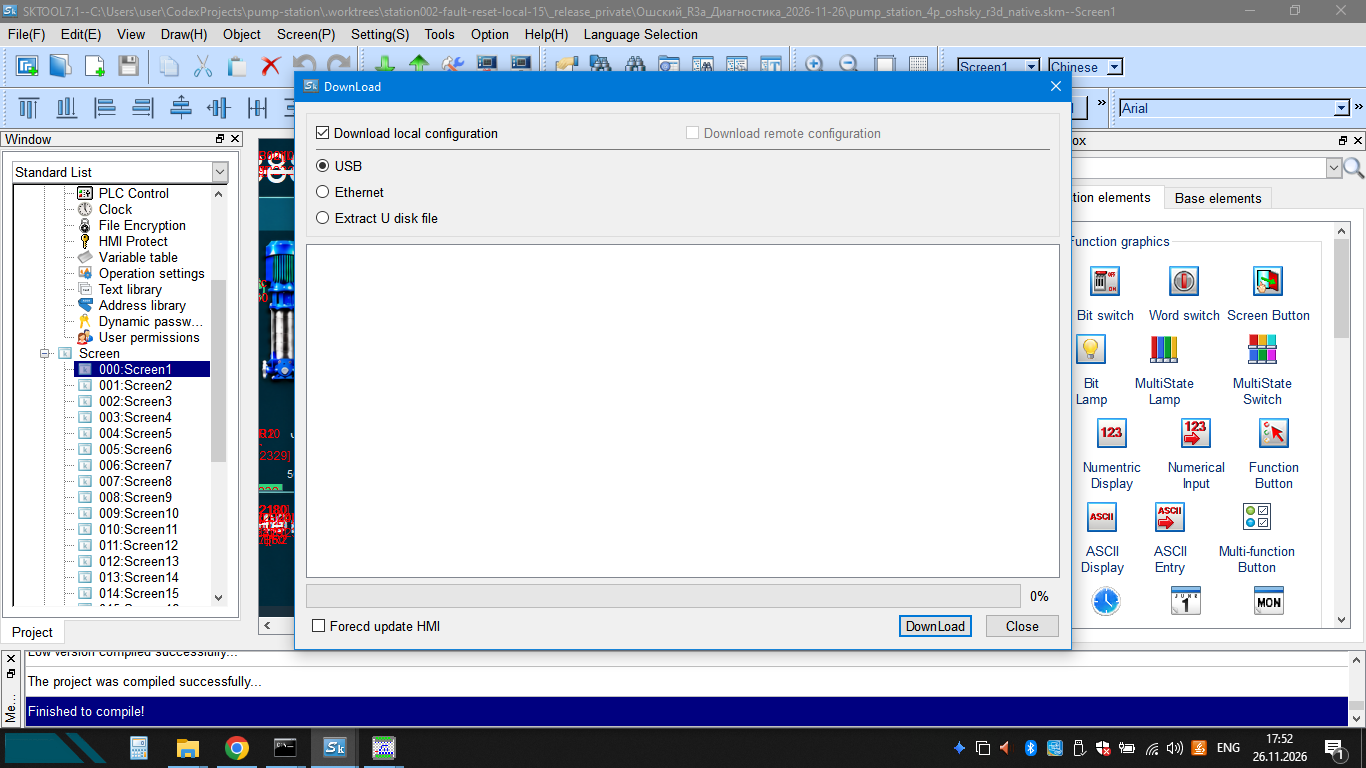 SKTOOL7.1--C:\Users\user\CodexProjects\pump-station\.worktrees\station002-fault-reset-local-15\_release_private\Ошский_R3a_Диагностика_2026-11-26\pump_station_4p_oshsky_r3d_native.skm--Screen1
File(F) Edit(E) View Draw(H) Object Screen(P) Setting(S) Tools Option Help(H) Language Selection
Screen1 Chinese
Arial
Window
Standard List
PLC Control
Clock
File Encryption
HMI Protect
Variable table
Operation settings
Text library
Address library
Dynamic passw...
User permissions
Screen
000:Screen1
001:Screen2
002:Screen3
003:Screen4
004:Screen5
005:Screen6
006:Screen7
007:Screen8
008:Screen9
009:Screen10
010:Screen11
011:Screen12
012:Screen13
013:Screen14
014:Screen15
Project
DownLoad
Download local configuration
Download remote configuration
USB
Ethernet
Extract U disk file
0%
Forecd update HMI
DownLoad
Close
ox
tion elements
Base elements
Function graphics
Bit switch
Word switch
Screen Button
Bit Lamp
MultiState Lamp
MultiState Switch
Numentric Display
Numerical Input
Function Button
ASCII Display
ASCII Entry
Multi-function Button
Low version compiled successfully...
The project was compiled successfully...
Finished to compile!
Me...
ENG
17:52
26.11.2026
1